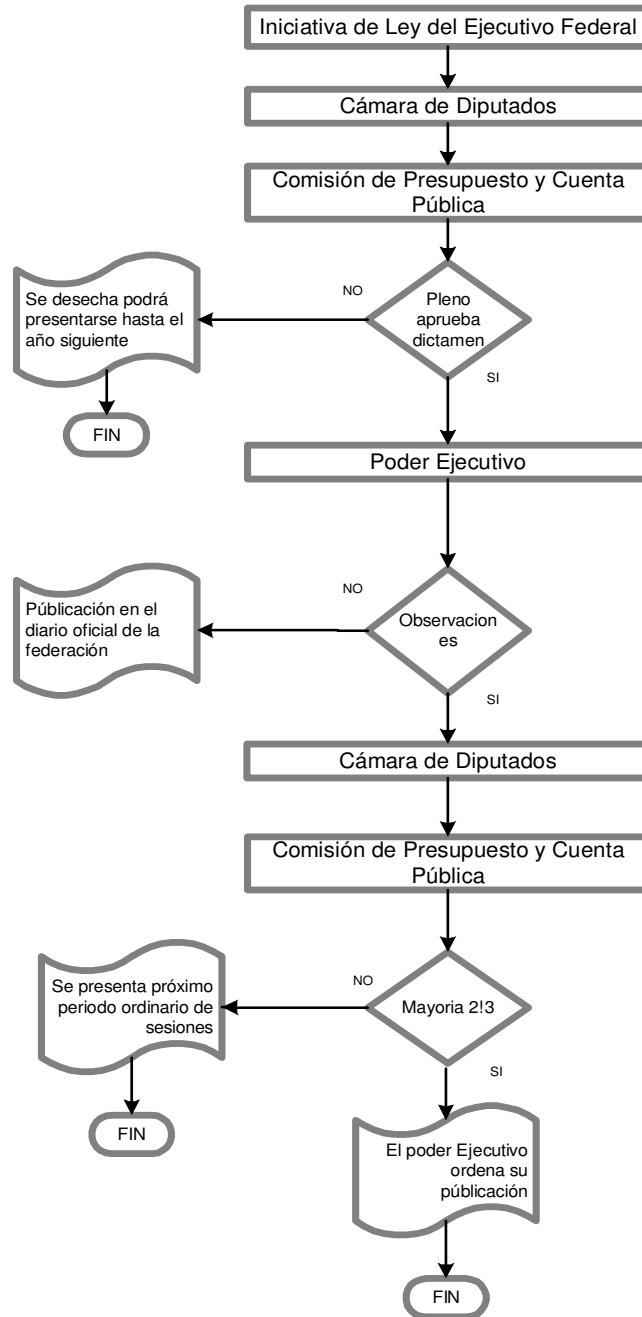 Iniciativa de Ley del Ejecutivo Federal
Cámara de Diputados
Comisión de Presupuesto y Cuenta
Pública
NO
Pleno
aprueba
dictamen
Se desecha podrá
presentarse hasta el
año siguiente
SI
FIN
Poder Ejecutivo
NO
Observacion
es
Públicación en el
diario oficial de la
federación
SI
Cámara de Diputados
Comisión de Presupuesto y Cuenta
Pública
NO
Mayoria 2!3
Se presenta próximo
periodo ordinario de
sesiones
SI
FIN
El poder Ejecutivo
ordena su
públicación
FIN